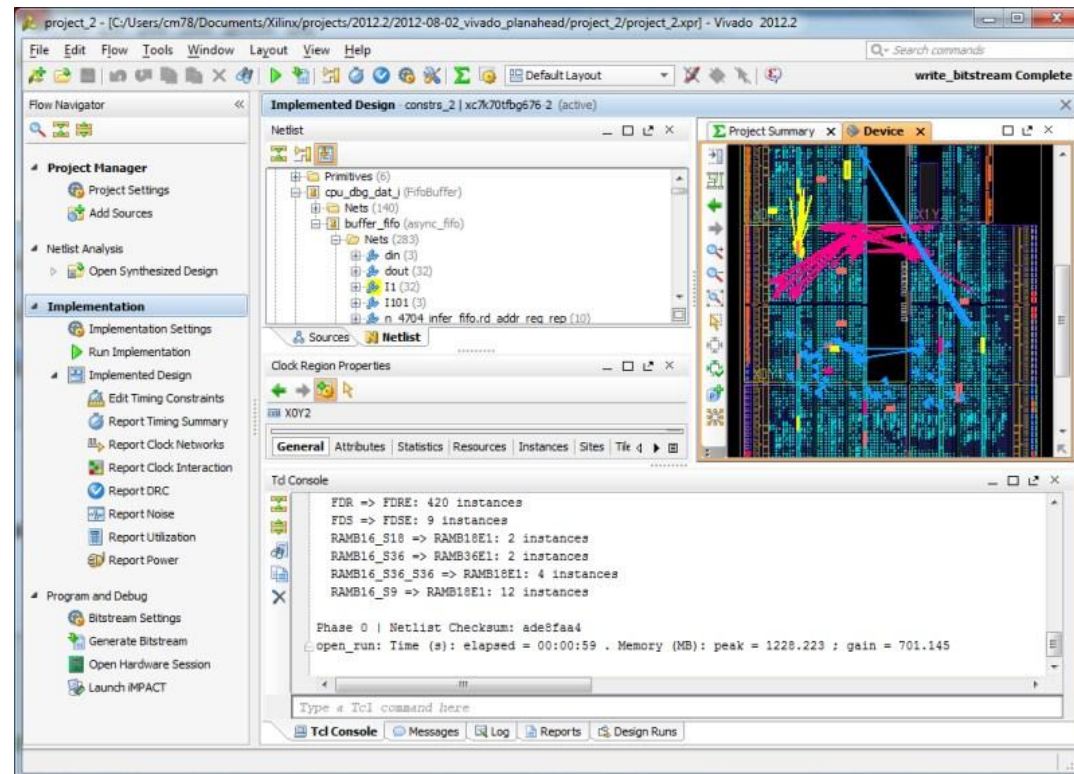 project_2 - [C:/Users/cm78/Documents/Xilinx/projects/2012.2/2012-08-02_vivado_planahead/project_2/project_2.xpr] - Vivado 2012.2
File Edit Flow Tools Window Layout View Help
Search commands
Default Layout
write_bitstream Complete
Flow Navigator
Project Manager
Project Settings
Add Sources
Netlist Analysis
Open Synthesized Design
Implementation
Implementation Settings
Run Implementation
Implemented Design
Edit Timing Constraints
Report Timing Summary
Report Clock Networks
Report Clock Interaction
Report DRC
Report Noise
Report Utilization
Report Power
Program and Debug
Bitstream Settings
Generate Bitstream
Open Hardware Session
Launch iMPACT
Implemented Design - constrs_2 | xc7k70tfbg676-2 (active)
Netlist
Primitives (6)
cpu_dbg_dat_i (FifoBuffer)
Nets (140)
buffer_fifo (async_fifo)
Nets (283)
din (3)
dout (32)
I1 (32)
I101 (3)
n_4704_infer_fifo.rd_addr_req_rep (10)
Sources Netlist
Clock Region Properties
X0Y2
General Attributes Statistics Resources Instances Sites
Project Summary Device
X1Y2
Tcl Console
FDR => FDRE: 420 instances
FDS => FDSE: 9 instances
RAMB16_S18 => RAMB18E1: 2 instances
RAMB16_S36 => RAMB36E1: 2 instances
RAMB16_S36_S36 => RAMB18E1: 4 instances
RAMB16_S9 => RAMB18E1: 12 instances
Phase 0 | Netlist Checksum: ade8faa4
open_run: Time (s): elapsed = 00:00:59 . Memory (MB): peak = 1228.223 ; gain = 701.145
Type a Tcl command here
Tcl Console Messages Log Reports Design Runs